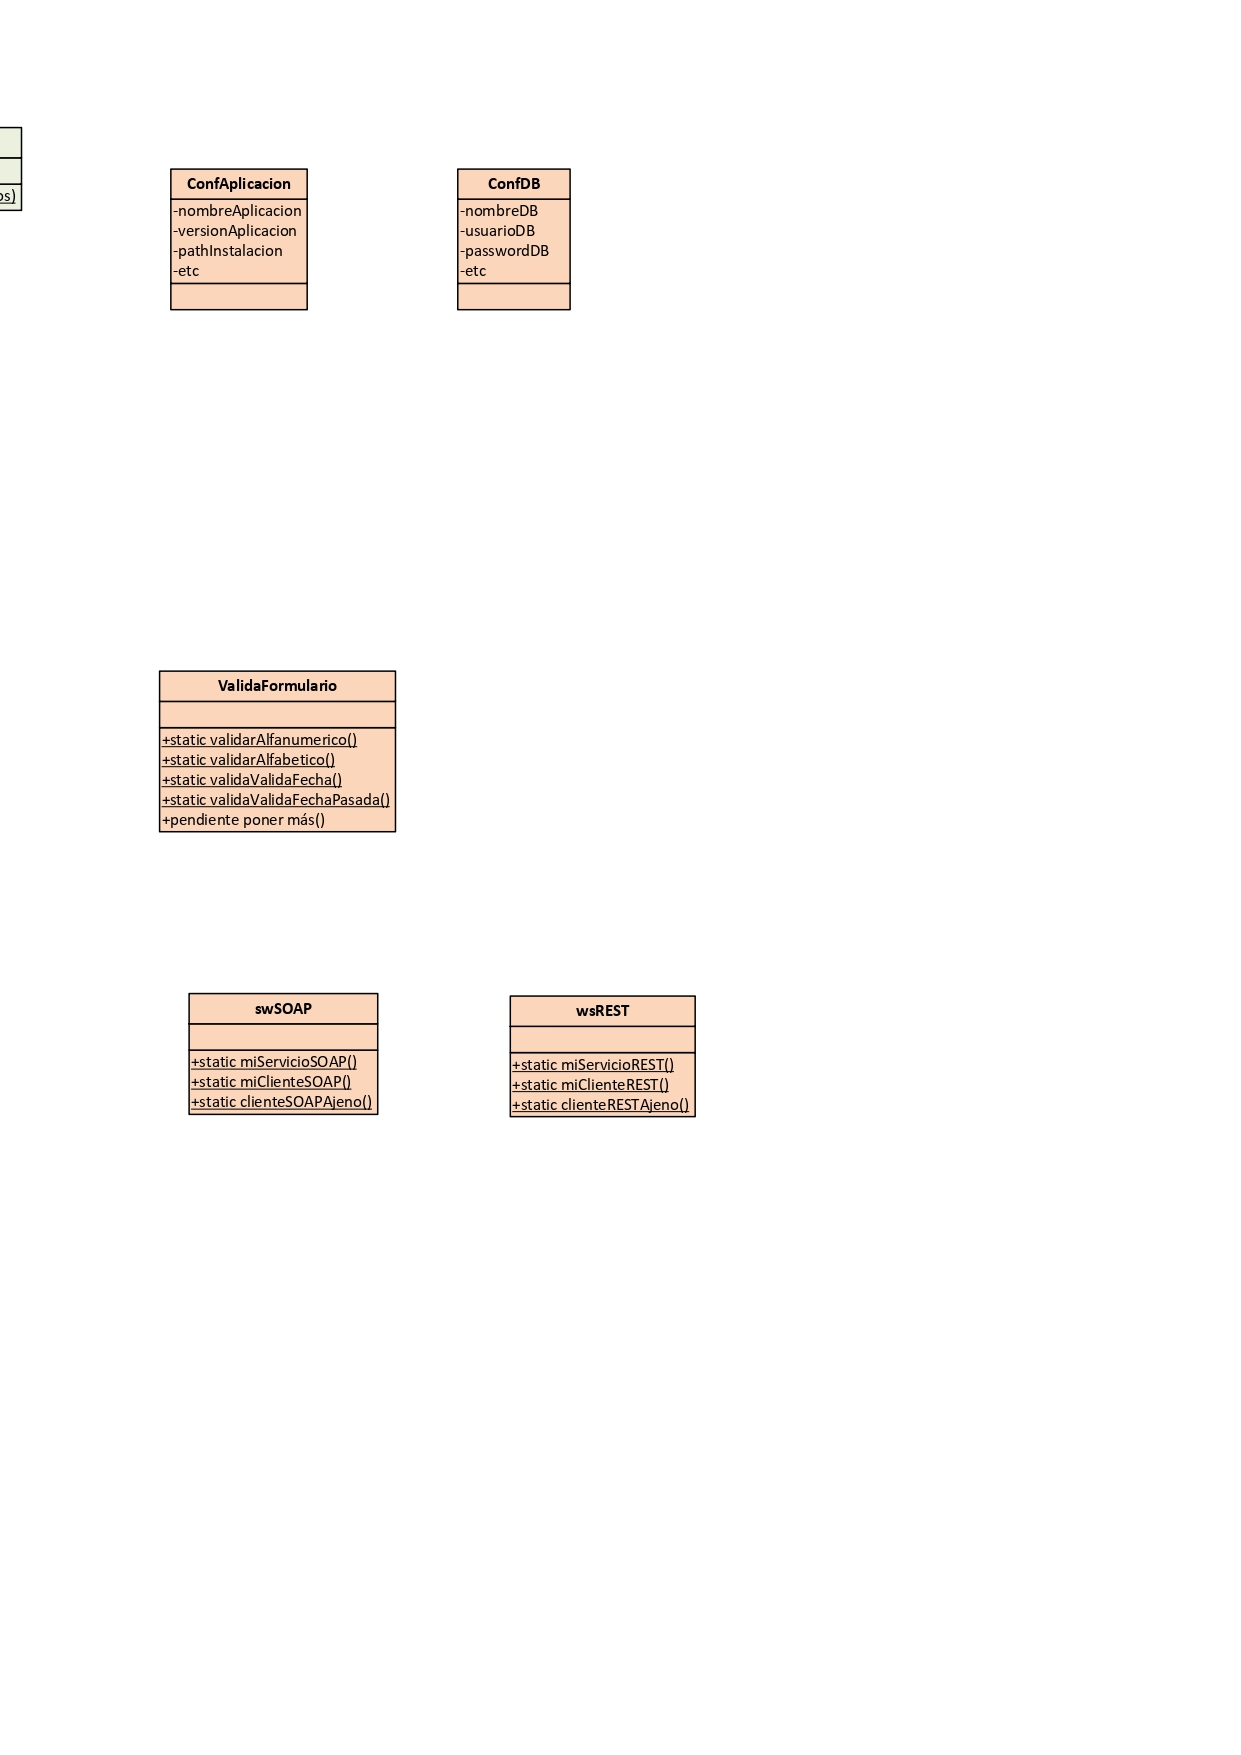 os)
ConfAplicacion
-nombreAplicacion
-versionAplicacion
-pathInstalacion
-etc
ConfDB
-nombreDB
-usuarioDB
-passwordDB
-etc
ValidaFormulario
+static validarAlfanumerico()
+static validarAlfabetico()
+static validaValidaFecha()
+static validaValidaFechaPasada()
+pendiente poner más()
swSOAP
+static miServicioSOAP()
+static miClienteSOAP()
+static clienteSOAPAjeno()
wsREST
+static miServicioREST()
+static miClienteREST()
+static clienteRESTAjeno()